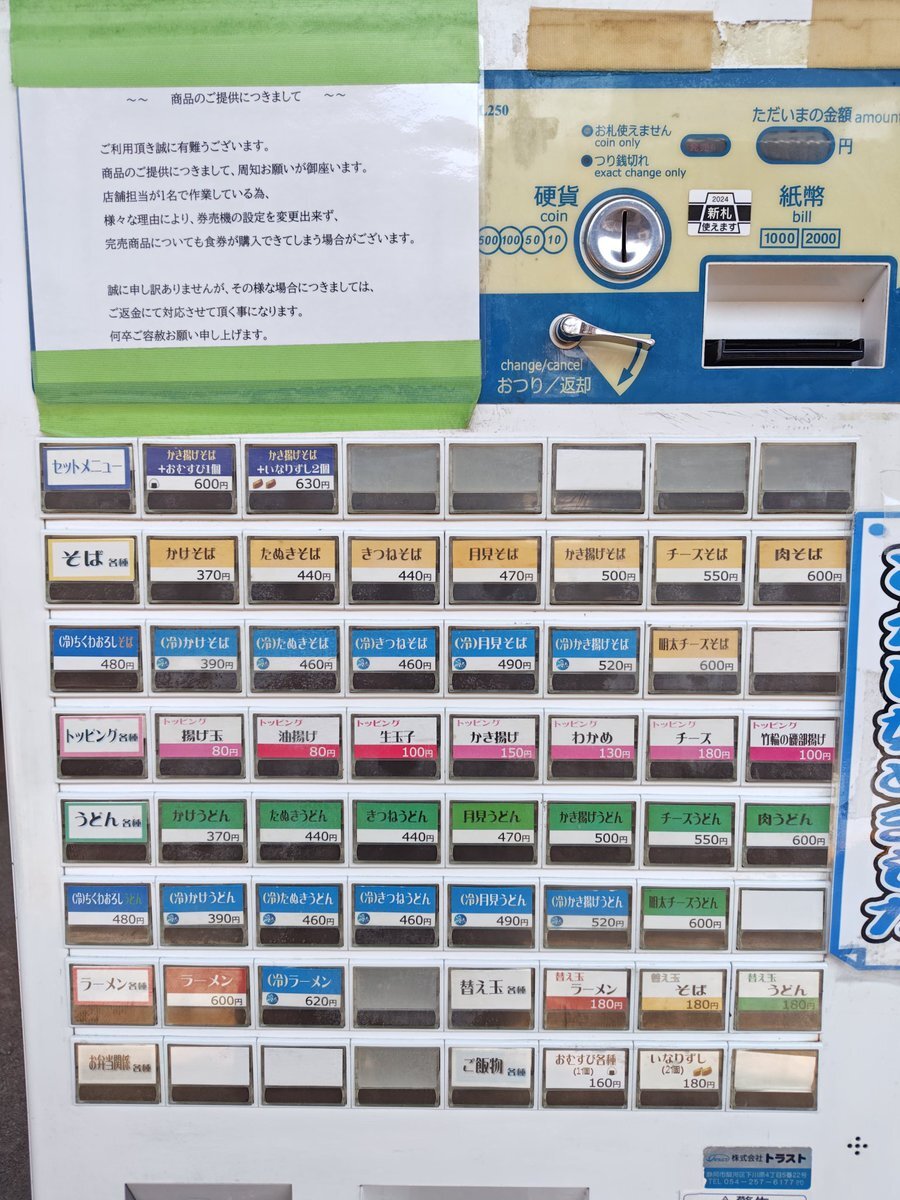 ～～ 商品のご提供につきまして ～～
ご利用頂き誠に有難うございます。
商品のご提供につきまして、周知お願いが御座います。
店舗担当が1名で作業している為、
様々な理由により、券売機の設定を変更出来ず、
完売商品についても食券が購入できてしまう場合がございます。
誠に申し訳ありませんが、その様な場合につきましては、
ご返金にて対応させて頂く事になります。
何卒ご容赦お願い申し上げます。
L250
お札使えません
coin only
つり銭切れ
exact change only
ただいまの金額 amount
円
硬貨
coin
500 100 50 10
2024
新札
使えます
紙幣
bill
1000 2000
change/cancel
おつり／返却
セットメニュー
かき揚げそば
+おむすび1個
600円
かき揚げそば
+いなりずし2個
630円
そば 各種
かけそば
370円
たぬきそば
440円
きつねそば
440円
月見そば
470円
かき揚げそば
500円
チーズそば
550円
肉そば
600円
(冷)ちくわおろしそば
480円
(冷)かけそば
390円
(冷)たぬきそば
460円
(冷)きつねそば
460円
(冷)月見そば
490円
(冷)かき揚げそば
520円
明太チーズそば
600円
トッピング各種
トッピング
揚げ玉
80円
トッピング
油揚げ
80円
トッピング
生玉子
100円
トッピング
かき揚げ
150円
トッピング
わかめ
130円
トッピング
チーズ
180円
トッピング
竹輪の磯部揚げ
100円
うどん 各種
かけうどん
370円
たぬきうどん
440円
きつねうどん
440円
月見うどん
470円
かき揚げうどん
500円
チーズうどん
550円
肉うどん
600円
(冷)ちくわおろしうどん
480円
(冷)かけうどん
390円
(冷)たぬきうどん
460円
(冷)きつねうどん
460円
(冷)月見うどん
490円
(冷)かき揚げうどん
520円
明太チーズうどん
600円
ラーメン 各種
ラーメン
600円
(冷)ラーメン
620円
替え玉 各種
替え玉
ラーメン
180円
替え玉
そば
180円
替え玉
うどん
180円
お弁当関係 各種
ご飯物 各種
おむすび各種
(1個)
160円
いなりずし
(2個)
180円
株式会社 トラスト
静岡市駿河区下川原4丁目5番22号
TEL 054-257-6177